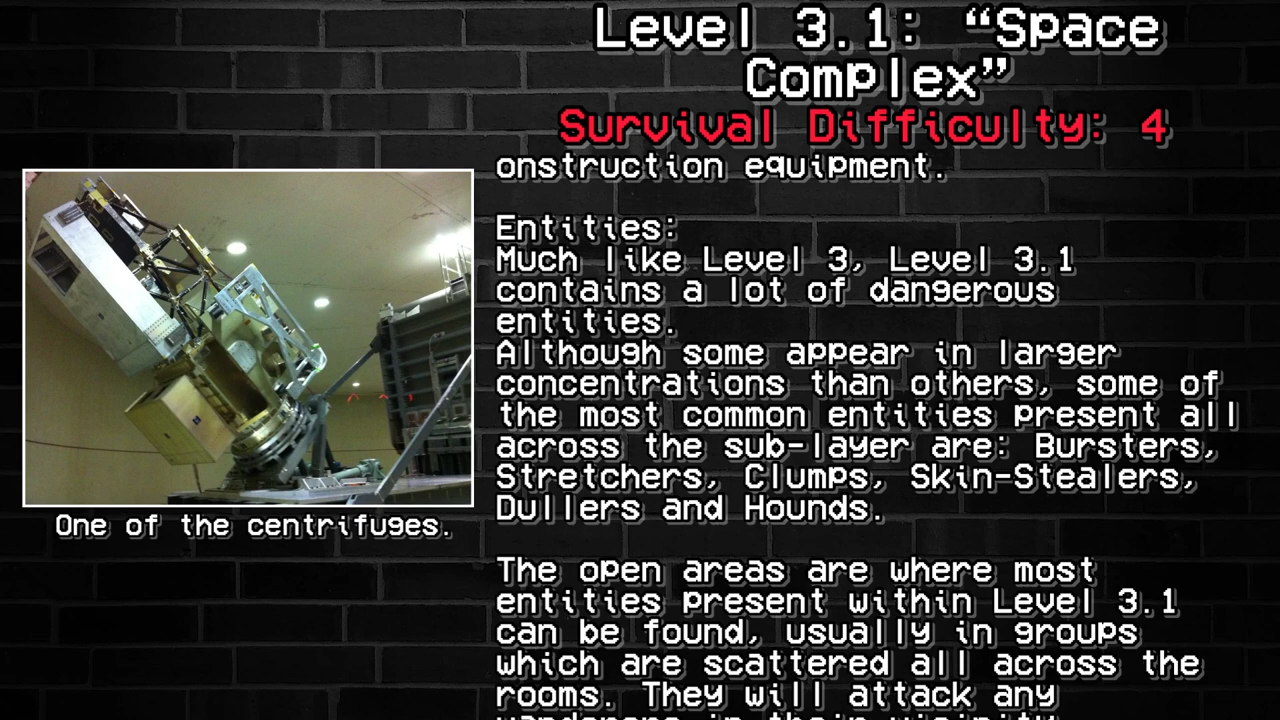 Level 3.1: “Space
Complex”
Survival Difficulty: 4
onstruction equipment.
Entities:
Much like Level 3, Level 3.1
contains a lot of dangerous
entities.
Although some appear in larger
concentrations than others, some of
the most common entities present all
across the sub-layer are: Bursters,
Stretchers, Clumps, Skin-Stealers,
Dullers and Hounds.
One of the centrifuges.
The open areas are where most
entities present within Level 3.1
can be found, usually in groups
which are scattered all across the
rooms. They will attack any